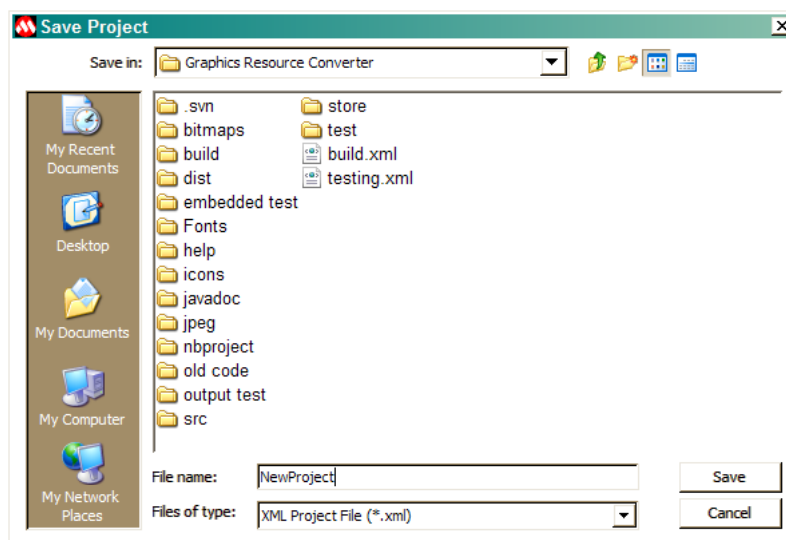 Save Project
Save in: Graphics Resource Converter
My Recent
Documents
Desktop
My Documents
My Computer
My Network
Places
.svn
bitmaps
build
dist
embedded test
Fonts
help
icons
javadoc
jpeg
nbproject
old code
output test
src
store
test
build.xml
testing.xml
File name: NewProject Save
Files of type: XML Project File (*.xml) Cancel